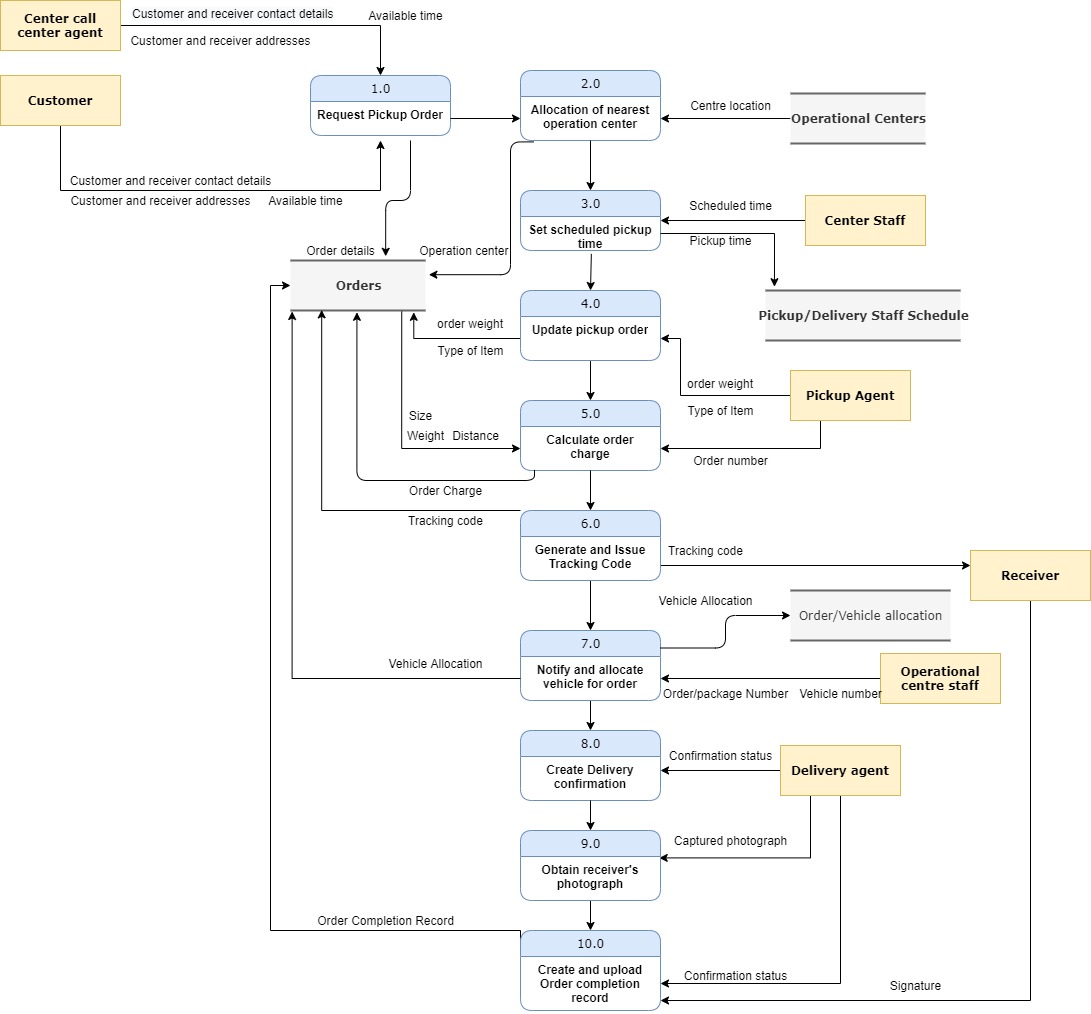 Center call
center agent
Customer and receiver contact details
Available time
Customer and receiver addresses
Customer
1.0
Request Pickup Order
2.0
Allocation of nearest
operation center
Centre location
Operational Centers
Customer and receiver contact details
Customer and receiver addresses
Available time
3.0
Set scheduled pickup
time
Scheduled time
Center Staff
Pickup time
Order details
Operation center
Orders
4.0
Update pickup order
Pickup/Delivery Staff Schedule
order weight
Type of Item
order weight
Type of Item
Pickup Agent
5.0
Calculate order
charge
Size
Weight Distance
Order number
Order Charge
Tracking code
6.0
Generate and Issue
Tracking Code
Tracking code
Receiver
Vehicle Allocation
Order/Vehicle allocation
7.0
Notify and allocate
vehicle for order
Vehicle Allocation
Operational
centre staff
Order/package Number
Vehicle number
8.0
Create Delivery
confirmation
Confirmation status
Delivery agent
9.0
Obtain receiver's
photograph
Captured photograph
Order Completion Record
10.0
Create and upload
Order completion
record
Confirmation status
Signature